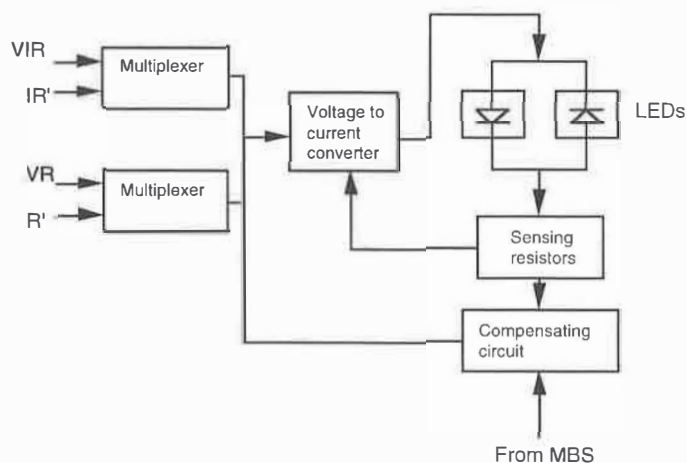 VIR
IR'
Multiplexer
VR
R'
Multiplexer
Voltage to
current
converter
LEDs
Sensing
resistors
Compensating
circuit
From MBS